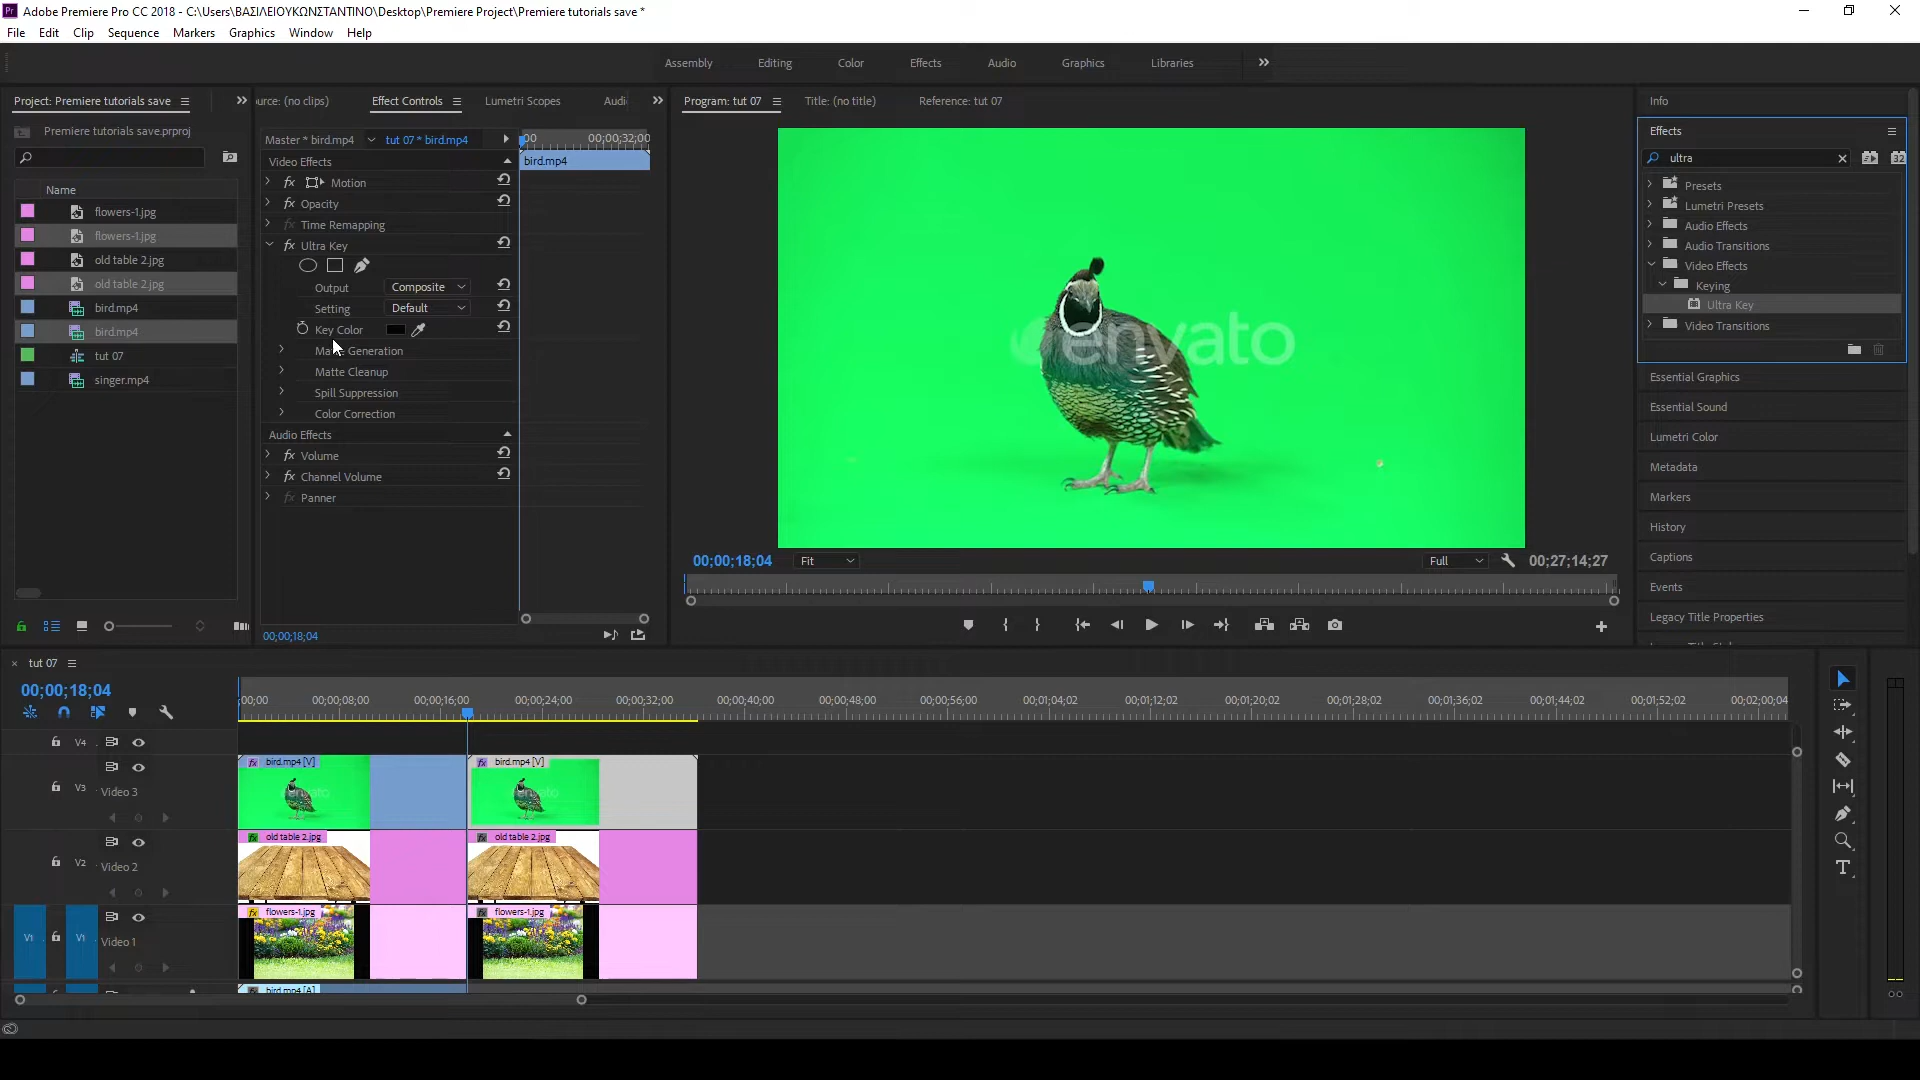 Adobe Premiere Pro CC 2018 - C:\Users\ΒΑΣΙΛΕΙΟΥΚΩΝΣΤΑΝΤΙΝΟ\Desktop\Premiere Project\Premiere tutorials save *
File Edit Clip Sequence Markers Graphics Window Help
Assembly Editing Color Effects Audio Graphics Libraries
Project: Premiere tutorials save
Premiere tutorials save.prproj
Name
flowers-1.jpg
flowers-1.jpg
old table 2.jpg
old table 2.jpg
bird.mp4
bird.mp4
tut 07
singer.mp4
urce: (no clips) Effect Controls Lumetri Scopes Audi
Master * bird.mp4 tut 07 * bird.mp4 00 00;00;32;00
Video Effects bird.mp4
fx Motion
fx Opacity
fx Time Remapping
fx Ultra Key
Output Composite
Setting Default
Key Color
Matte Generation
Matte Cleanup
Spill Suppression
Color Correction
Audio Effects
fx Volume
fx Channel Volume
fx Panner
00;00;18;04
Program: tut 07 Title: (no title) Reference: tut 07
envato
00;00;18;04 Fit Full 00;27;14;27
Info
Effects
ultra 32
Presets
Lumetri Presets
Audio Effects
Audio Transitions
Video Effects
Keying
Ultra Key
Video Transitions
Essential Graphics
Essential Sound
Lumetri Color
Metadata
Markers
History
Captions
Events
Legacy Title Properties
tut 07
00;00;18;04
;00;00 00;00;08;00 00;00;16;00 00;00;24;00 00;00;32;00 00;00;40;00 00;00;48;00 00;00;56;00 00;01;04;02 00;01;12;02 00;01;20;02 00;01;28;02 00;01;36;02 00;01;44;02 00;01;52;02 00;02;00;04
V4
V3 Video 3
fx bird.mp4 [V] fx bird.mp4 [V]
V2 Video 2
fx old table 2.jpg fx old table 2.jpg
V1 V1 Video 1
fx flowers-1.jpg fx flowers-1.jpg
fx bird.mp4 [A]